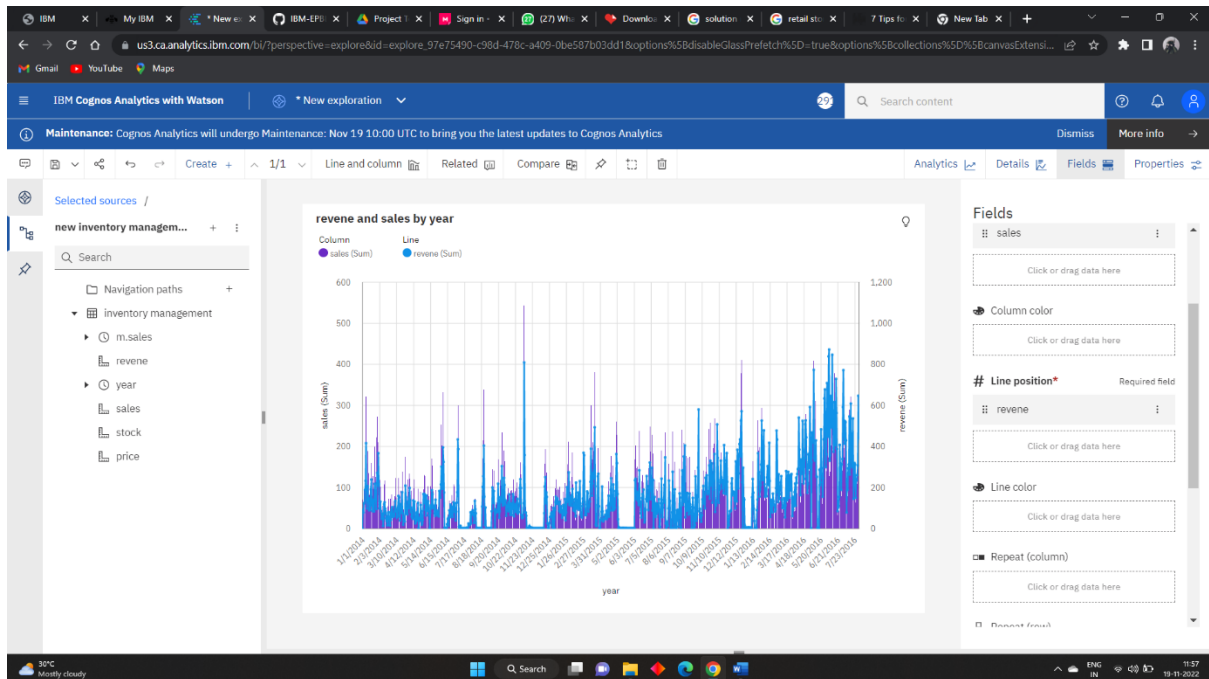 IBM
My IBM
* New ex
IBM-EPB
Project
Sign in -
(27) Wha
Downlo
solution
retail sto
7 Tips fo
New Tab
us3.ca.analytics.ibm.com/bi/?perspective=explore&id=explore_97e75490-c98d-478c-a409-0be587b03dd1&options%5BdisableGlassPrefetch%5D=true&options%5Bcollections%5D%5BcanvasExtensi...
Gmail YouTube Maps
IBM Cognos Analytics with Watson
* New exploration
Search content
Maintenance: Cognos Analytics will undergo Maintenance: Nov 19 10:00 UTC to bring you the latest updates to Cognos Analytics
Dismiss More info
Create + 1/1 Line and column Related Compare
Analytics Details Fields Properties
Selected sources /
new inventory managem...
Search
Navigation paths
inventory management
m.sales
revene
year
sales
stock
price
revene and sales by year
Column Line
sales (Sum) revene (Sum)
600
500
400
300
200
100
0
sales (Sum)
1,200
1,000
800
600
400
200
0
revene (Sum)
1/1/2014
2/3/2014
3/10/2014
4/12/2014
5/14/2014
6/15/2014
7/17/2014
8/18/2014
9/20/2014
10/22/2014
11/23/2014
12/25/2014
1/26/2015
2/27/2015
3/31/2015
5/2/2015
6/3/2015
7/5/2015
8/6/2015
9/7/2015
10/9/2015
11/10/2015
12/12/2015
1/13/2016
2/14/2016
3/17/2016
4/18/2016
5/20/2016
6/21/2016
7/23/2016
year
Fields
sales
Click or drag data here
Column color
Click or drag data here
# Line position* Required field
revene
Click or drag data here
Line color
Click or drag data here
Repeat (column)
Click or drag data here
Repeat (row)
30°C
Mostly cloudy
Search
ENG
IN
11:57
19-11-2022